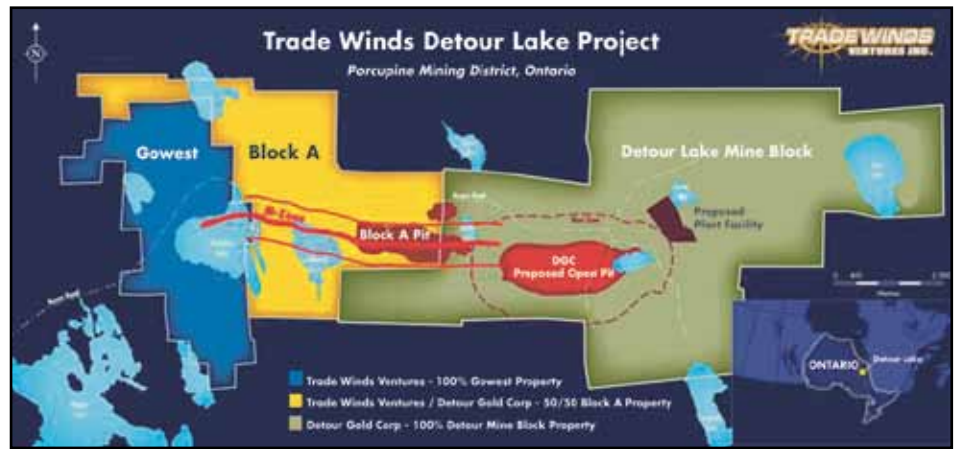 Trade Winds Detour Lake Project
Porcupine Mining District, Ontario
TRADEWINDS
VENTURES INC.
N
Gowest
Block A
Detour Lake Mine Block
M-Zone
Block A Pit
DGC
Proposed Open Pit
Proposed
Plant Facility
ONTARIO
Detour Lake
Trade Winds Ventures - 100% Gowest Property
Trade Winds Ventures / Detour Gold Corp - 50/50 Block A Property
Detour Gold Corp - 100% Detour Mine Block Property